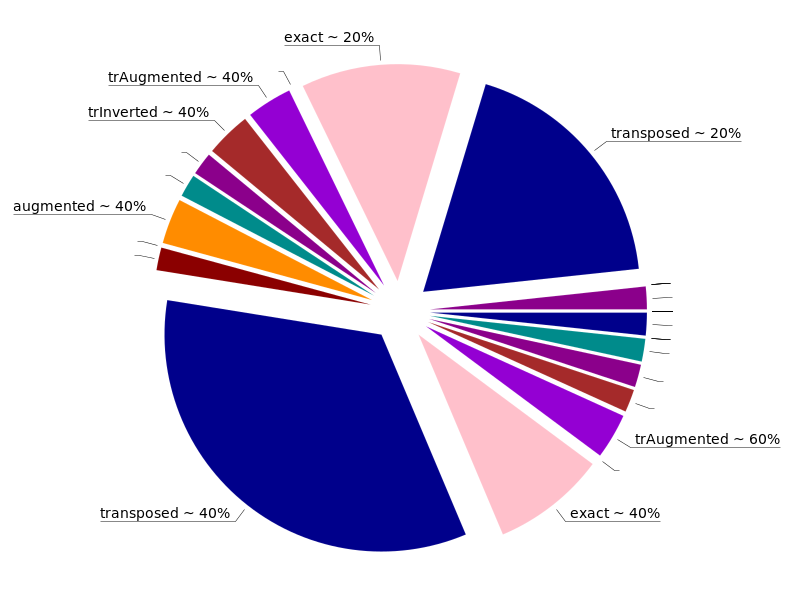 exact ~ 20%
trAugmented ~ 40%
trInverted ~ 40%
transposed ~ 20%
augmented ~ 40%
trAugmented ~ 60%
transposed ~ 40%
exact ~ 40%